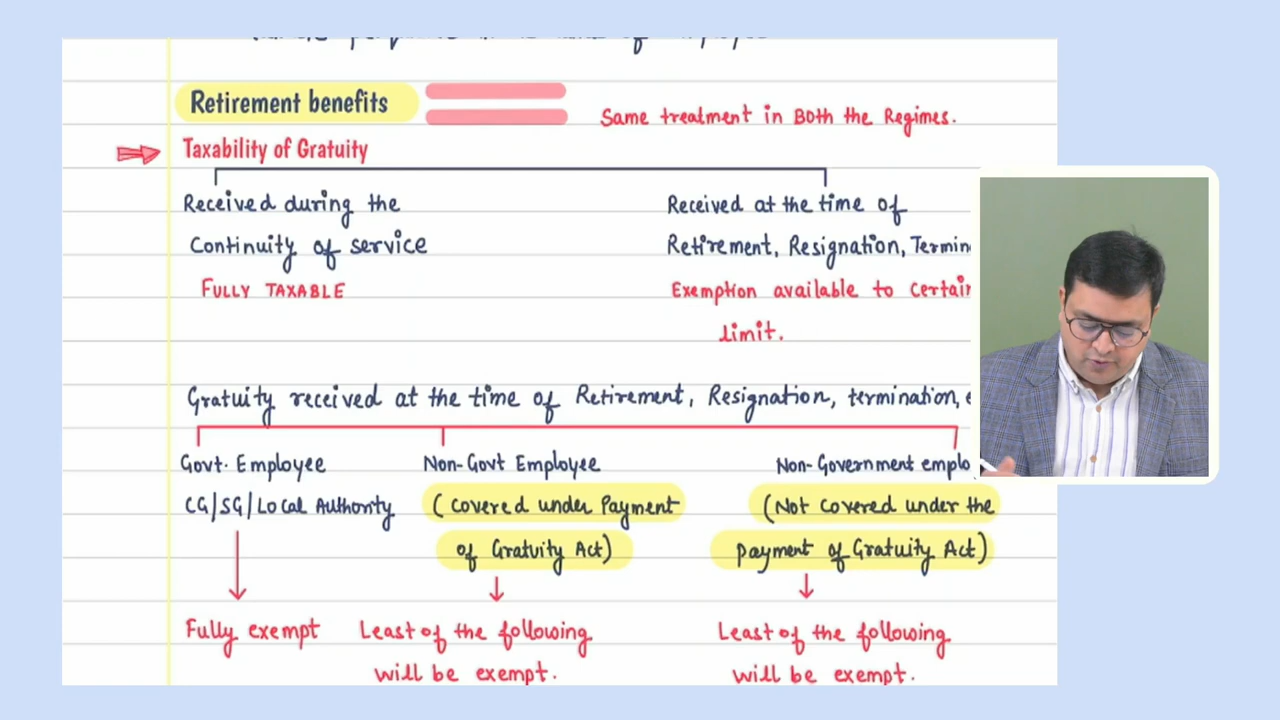 Retirement benefits
Same treatment in Both the Regimes.
Taxability of Gratuity
Received during the
Continuity of service
FULLY TAXABLE
Received at the time of
Retirement, Resignation, Termin
Exemption available to certain
limit.
Gratuity received at the time of Retirement, Resignation, termination, e
Govt. Employee
CG/SG/Local Authority
Fully exempt
Non-Govt Employee
(covered under Payment
of Gratuity Act)
Least of the following
will be exempt.
Non-Government emplo
(Not covered under the
payment of Gratuity Act)
Least of the following
will be exempt.